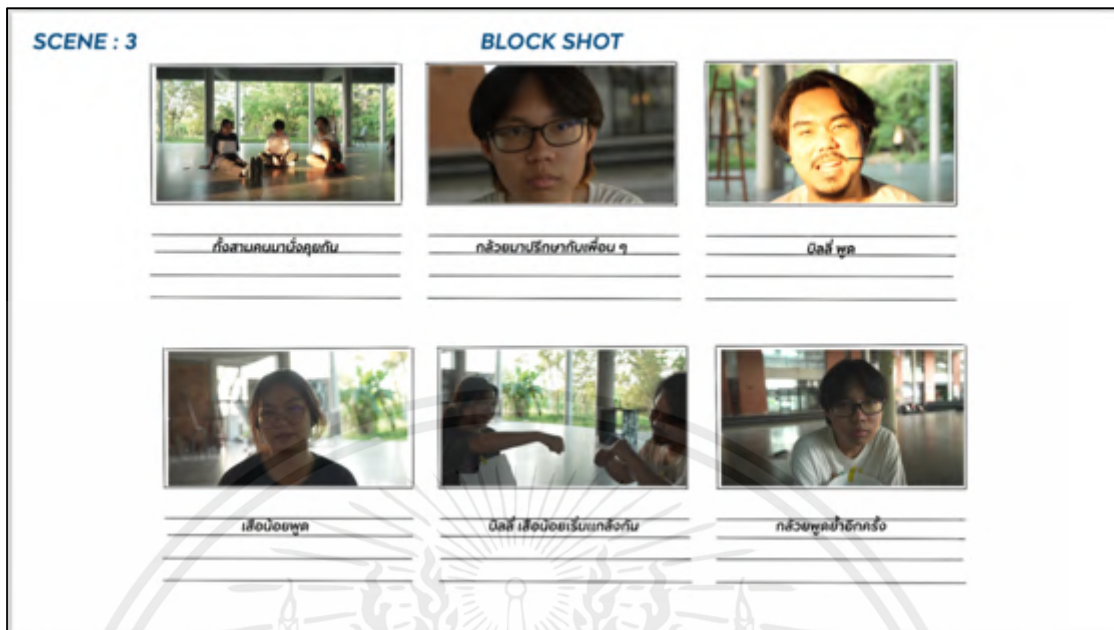 SCENE : 3
BLOCK SHOT
ทั้งสามคนมานั่งคุยกัน
กล้วยมาปรึกษากับเพื่อน ๆ
บิลลี่ พูด
เสือน้อยพูด
บิลลี่ เสือน้อยเริ่มแกล้งกัน
กล้วยพูดย้ำอีกครั้ง